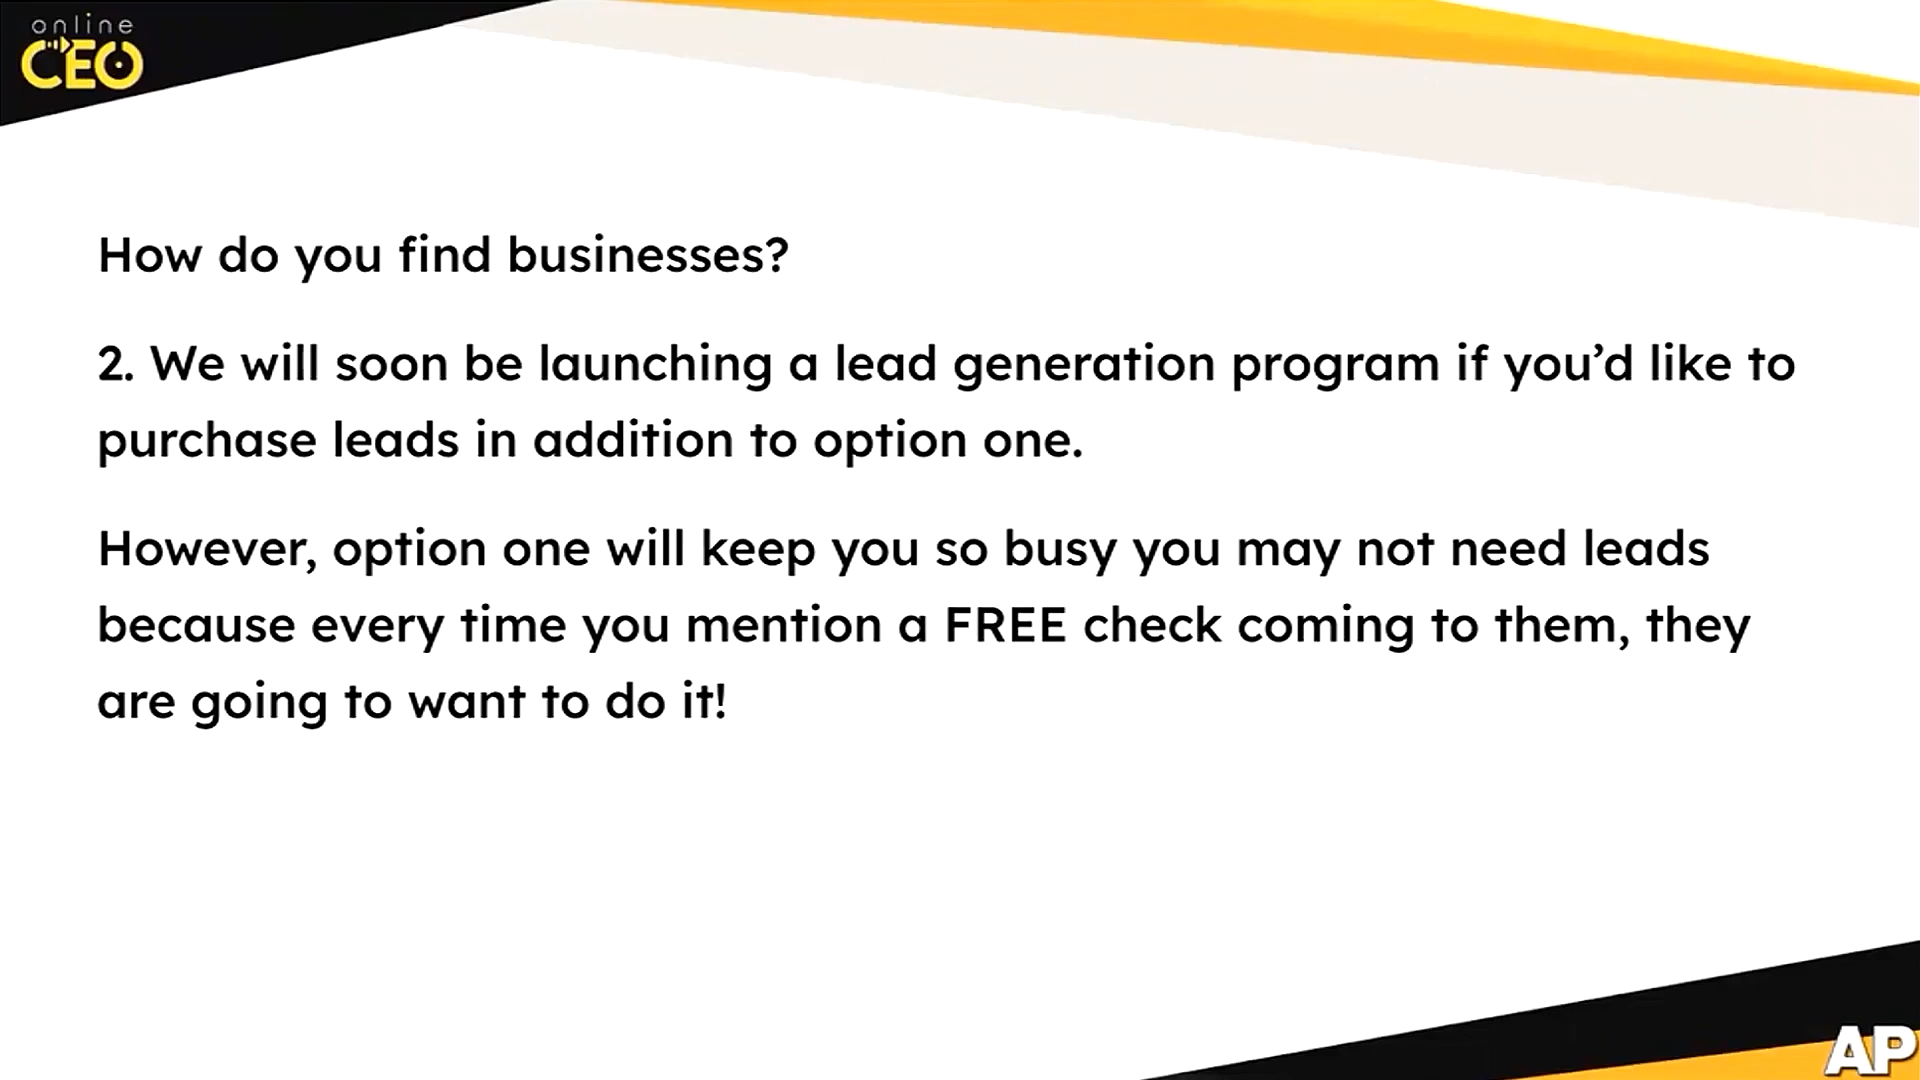 online
CEO
How do you find businesses?
2. We will soon be launching a lead generation program if you’d like to
purchase leads in addition to option one.
However, option one will keep you so busy you may not need leads
because every time you mention a FREE check coming to them, they
are going to want to do it!
AP